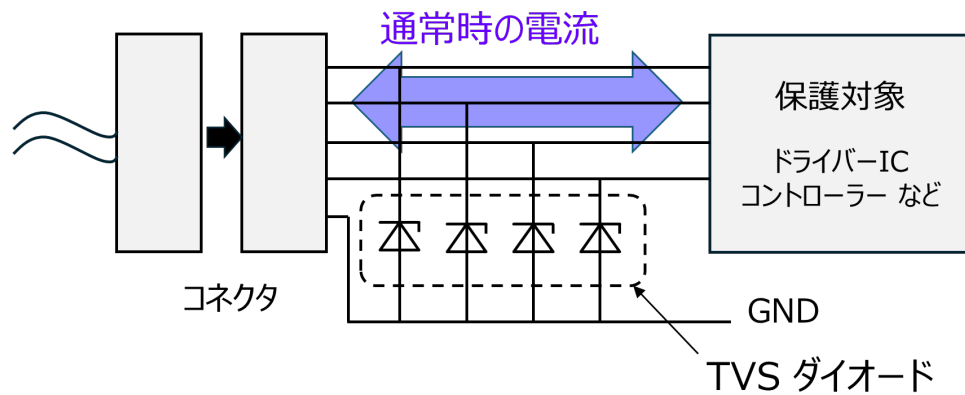 通常時の電流
保護対象
ドライバーIC
コントローラー など
コネクタ
GND
TVS ダイオード